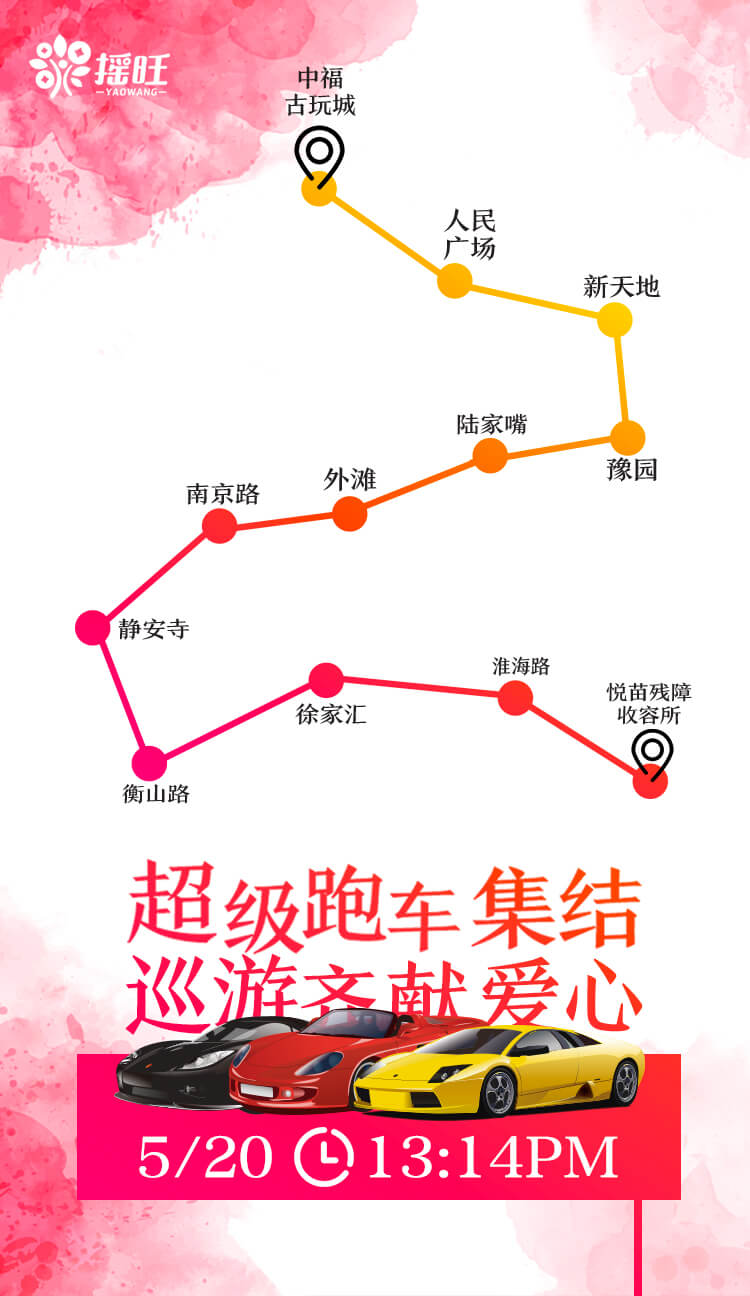 摇旺
YAOWANG
中福
古玩城
人民
广场
新天地
豫园
陆家嘴
外滩
南京路
静安寺
衡山路
徐家汇
淮海路
悦苗残障
收容所
超级跑车集结
巡游齐献爱心
5/20 13:14PM